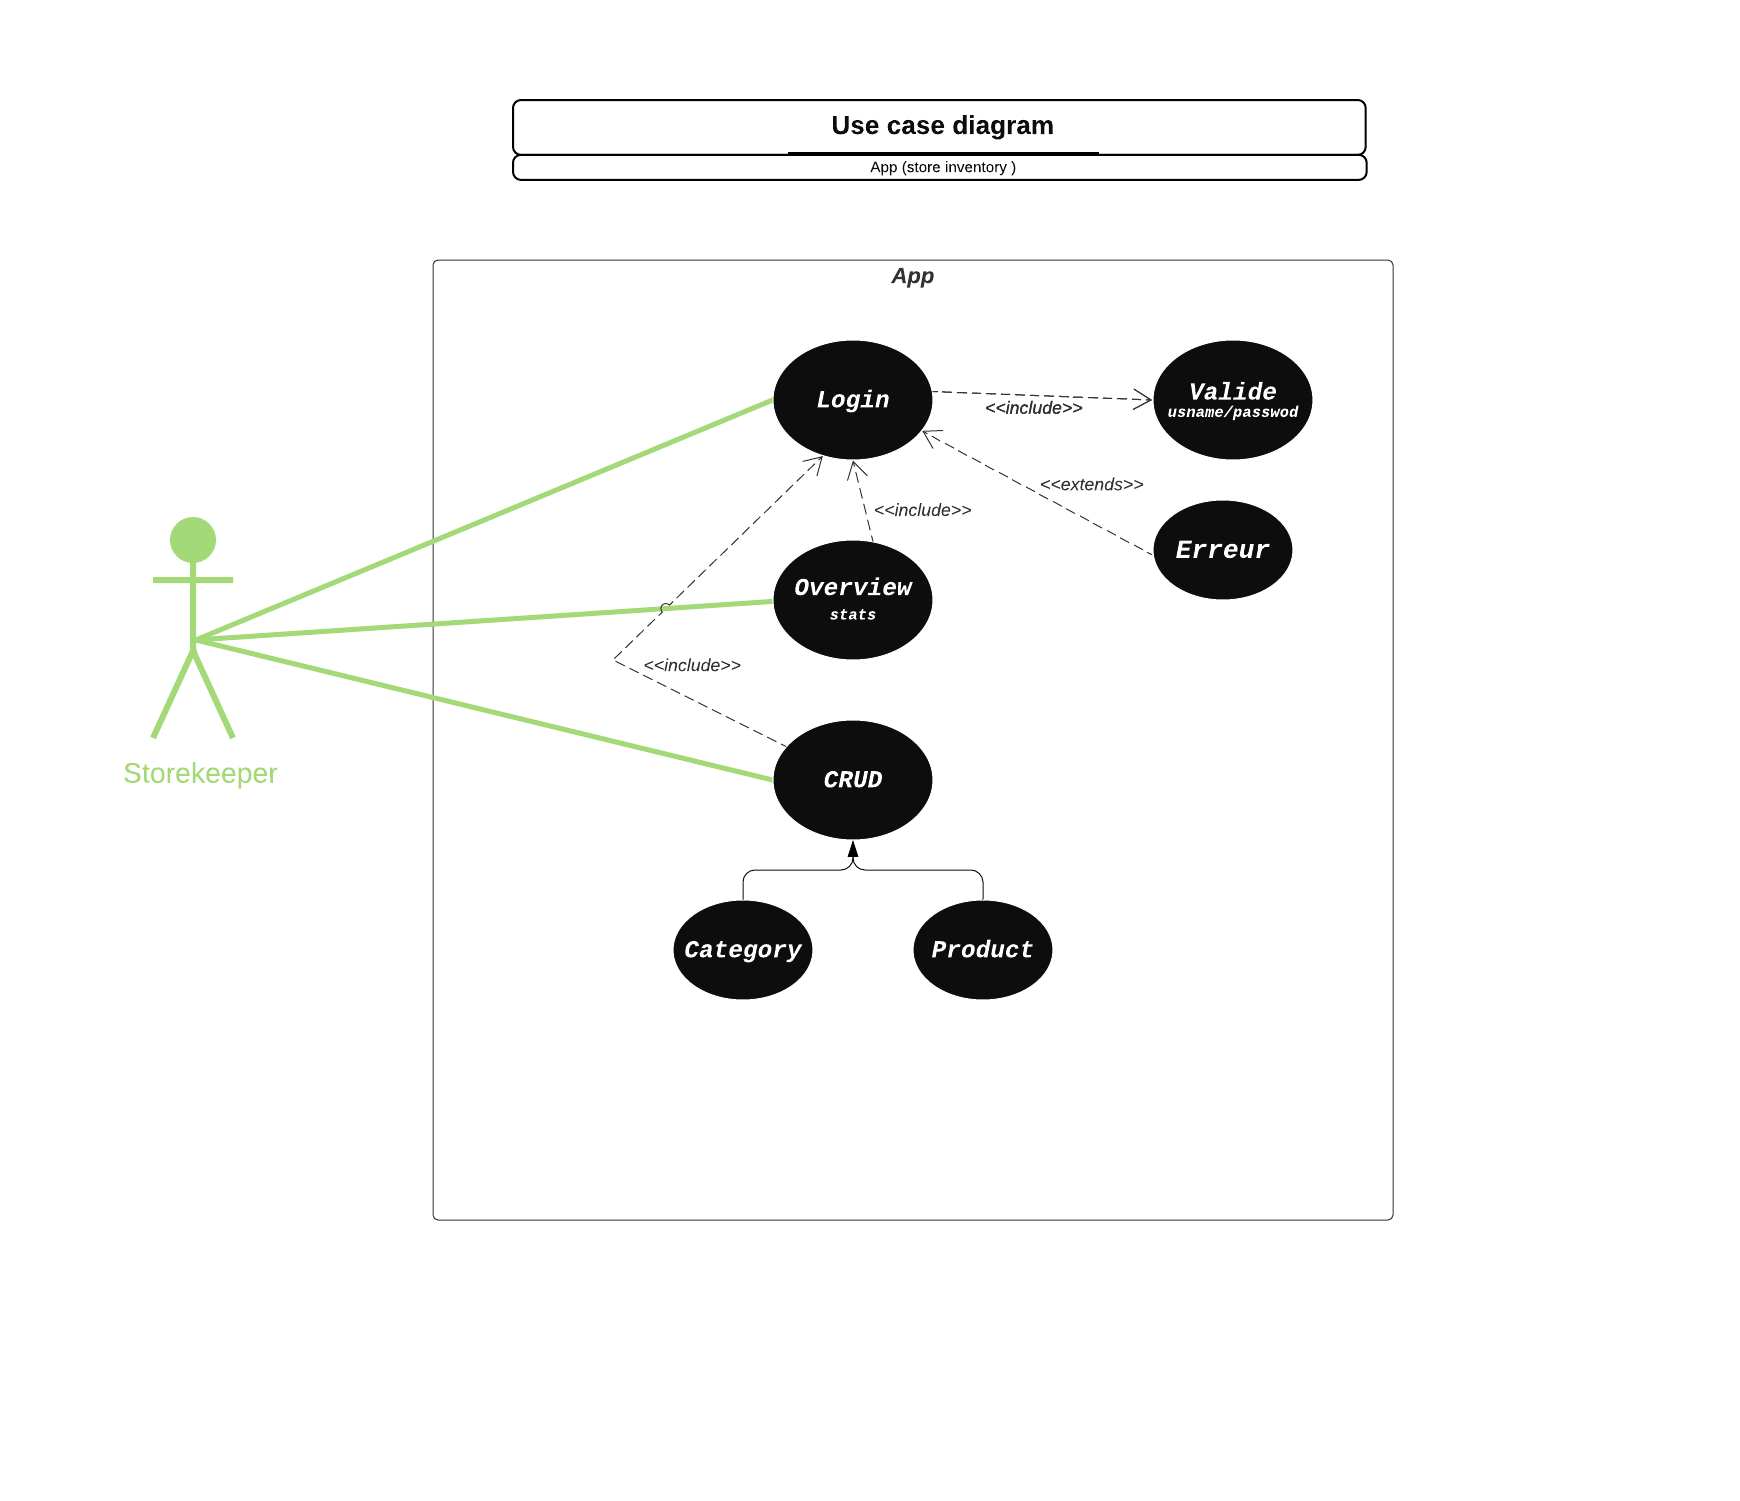 Use case diagram
App (store inventory )
App
Login
<<include>>
Valide
usname/passwod
<<extends>>
<<include>>
Erreur
Overview
stats
<<include>>
Storekeeper
CRUD
Category
Product